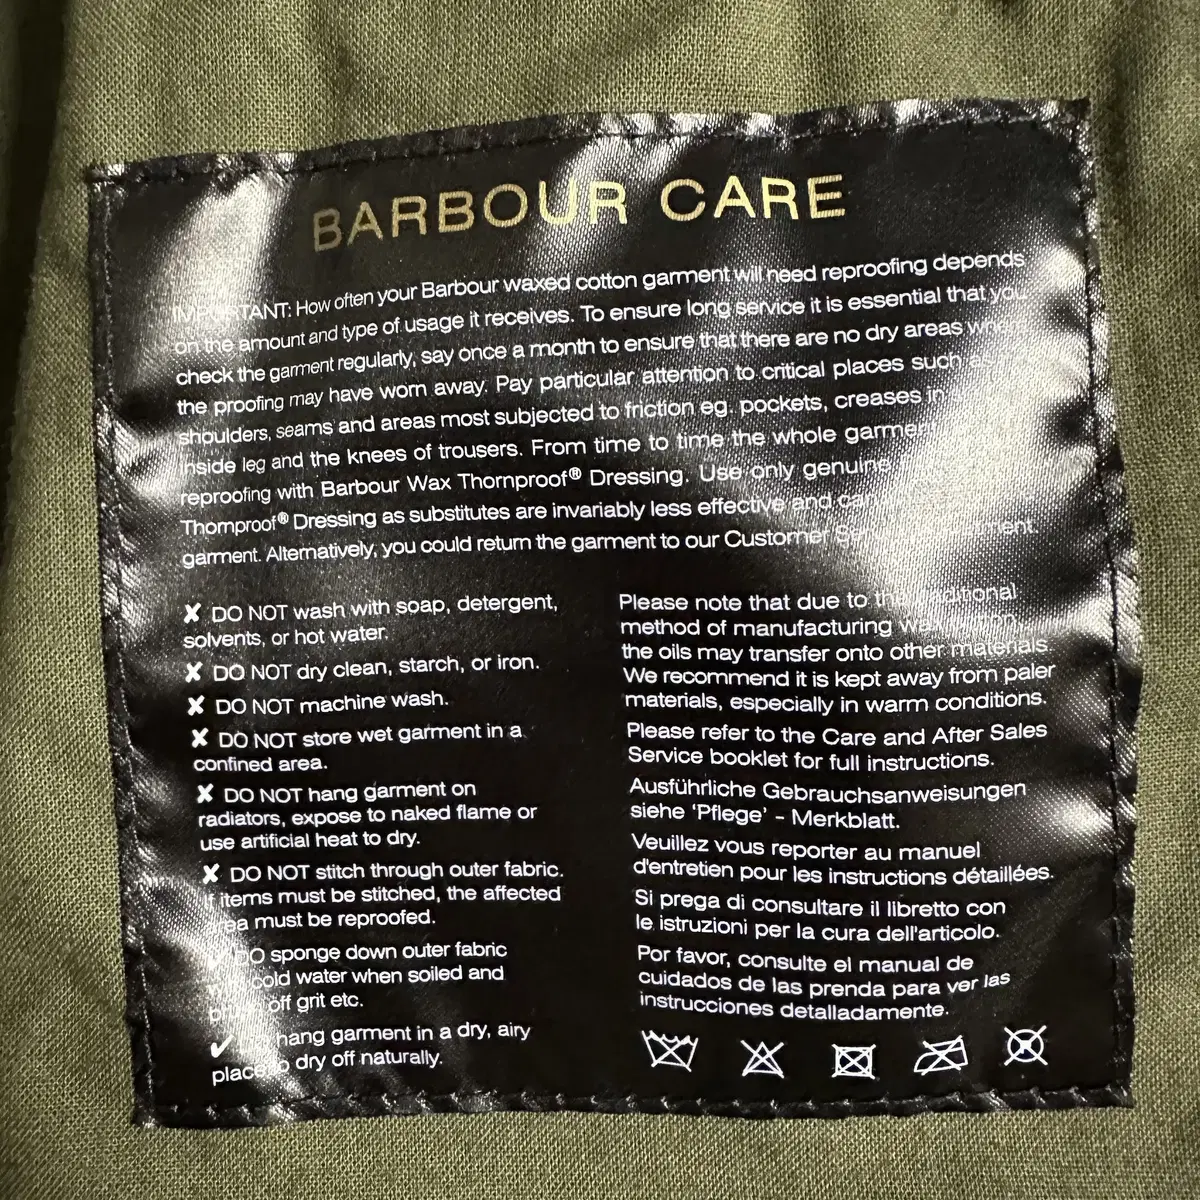 BARBOUR CARE
IMPORTANT: How often your Barbour waxed cotton garment will need reproofing depends
on the amount and type of usage it receives. To ensure long service it is essential that you
check the garment regularly, say once a month to ensure that there are no dry areas where
the proofing may have worn away. Pay particular attention to critical places such as
shoulders, seams and areas most subjected to friction eg. pockets, creases in
inside leg and the knees of trousers. From time to time the whole garment
reproofing with Barbour Wax Thornproof® Dressing. Use only genuine
Thornproof® Dressing as substitutes are invariably less effective and can
garment. Alternatively, you could return the garment to our Customer
✘ DO NOT wash with soap, detergent,
solvents, or hot water.
✘ DO NOT dry clean, starch, or iron.
✘ DO NOT machine wash.
✘ DO NOT store wet garment in a
confined area.
✘ DO NOT hang garment on
radiators, expose to naked flame or
use artificial heat to dry.
✘ DO NOT stitch through outer fabric.
If items must be stitched, the affected
area must be reproofed.
✔ DO sponge down outer fabric
with cold water when soiled and
brush off grit etc.
✔ hang garment in a dry, airy
place to dry off naturally.
Please note that due to the traditional
method of manufacturing waxed cotton,
the oils may transfer onto other materials.
We recommend it is kept away from paler
materials, especially in warm conditions.
Please refer to the Care and After Sales
Service booklet for full instructions.
Ausführliche Gebrauchsanweisungen
siehe 'Pflege' - Merkblatt.
Veuillez vous reporter au manuel
d'entretien pour les instructions détaillées.
Si prega di consultare il libretto con
le istruzioni per la cura dell'articolo.
Por favor, consulte el manual de
cuidados de las prenda para ver las
instrucciones detalladamente.